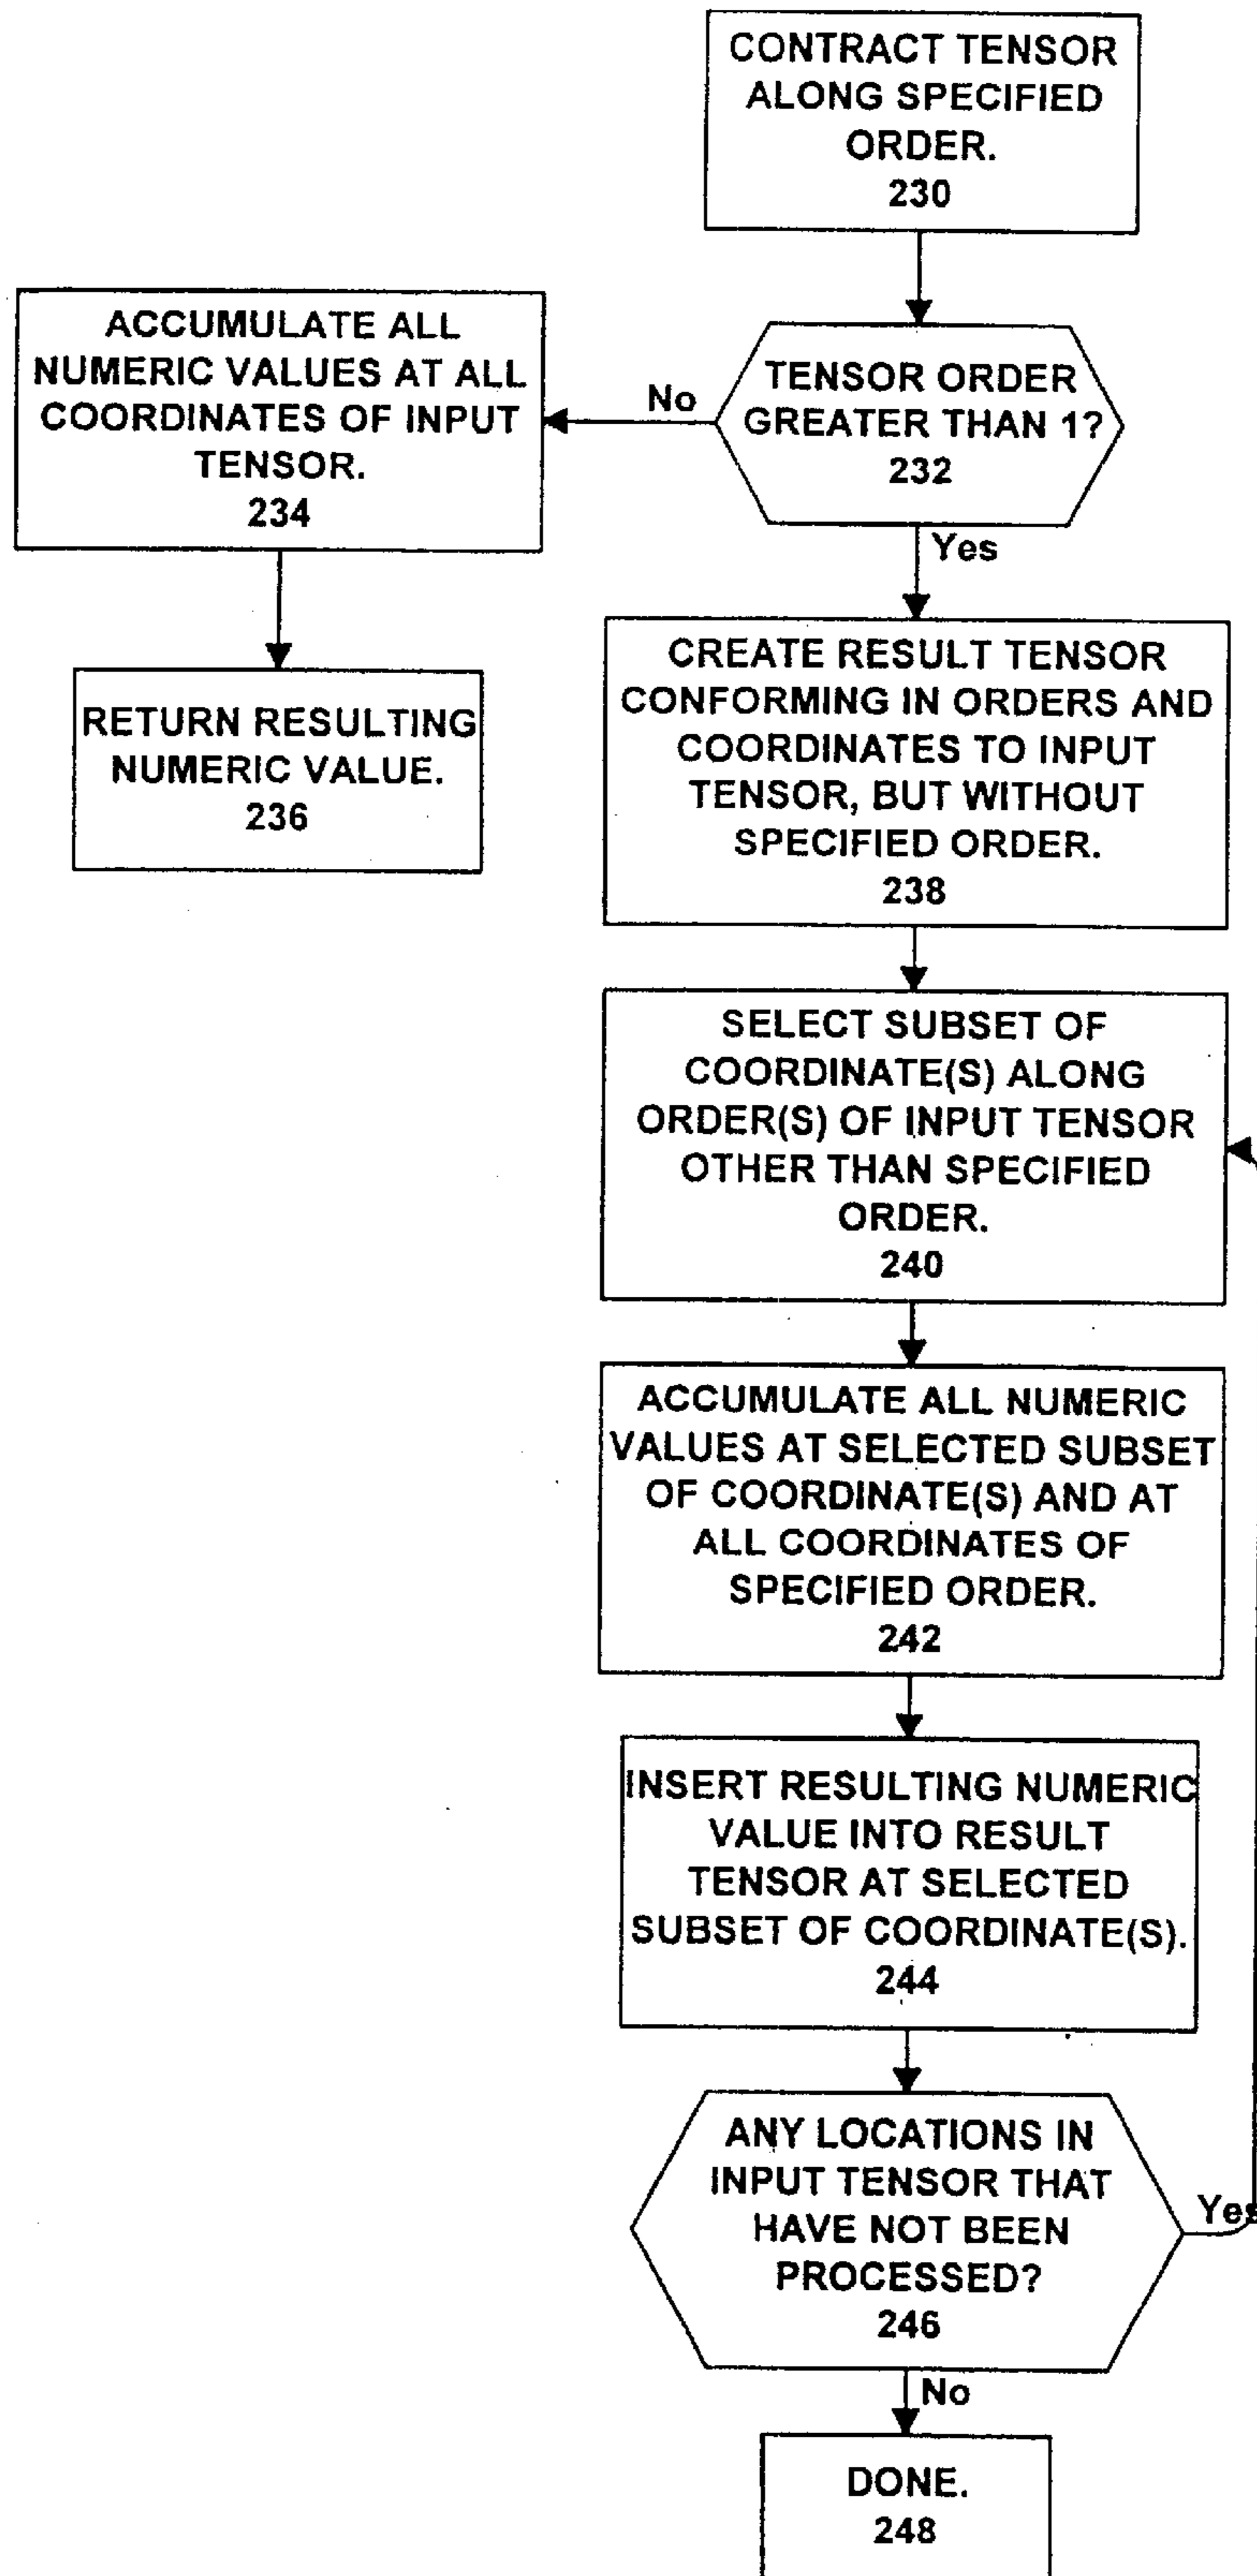 CONTRACT TENSOR
ALONG SPECIFIED
ORDER.
230
TENSOR ORDER
GREATER THAN 1?
232
No
ACCUMULATE ALL
NUMERIC VALUES AT ALL
COORDINATES OF INPUT
TENSOR.
234
RETURN RESULTING
NUMERIC VALUE.
236
Yes
CREATE RESULT TENSOR
CONFORMING IN ORDERS AND
COORDINATES TO INPUT
TENSOR, BUT WITHOUT
SPECIFIED ORDER.
238
SELECT SUBSET OF
COORDINATE(S) ALONG
ORDER(S) OF INPUT TENSOR
OTHER THAN SPECIFIED
ORDER.
240
ACCUMULATE ALL NUMERIC
VALUES AT SELECTED SUBSET
OF COORDINATE(S) AND AT
ALL COORDINATES OF
SPECIFIED ORDER.
242
INSERT RESULTING NUMERIC
VALUE INTO RESULT
TENSOR AT SELECTED
SUBSET OF COORDINATE(S).
244
ANY LOCATIONS IN
INPUT TENSOR THAT
HAVE NOT BEEN
PROCESSED?
246
Yes
No
DONE.
248